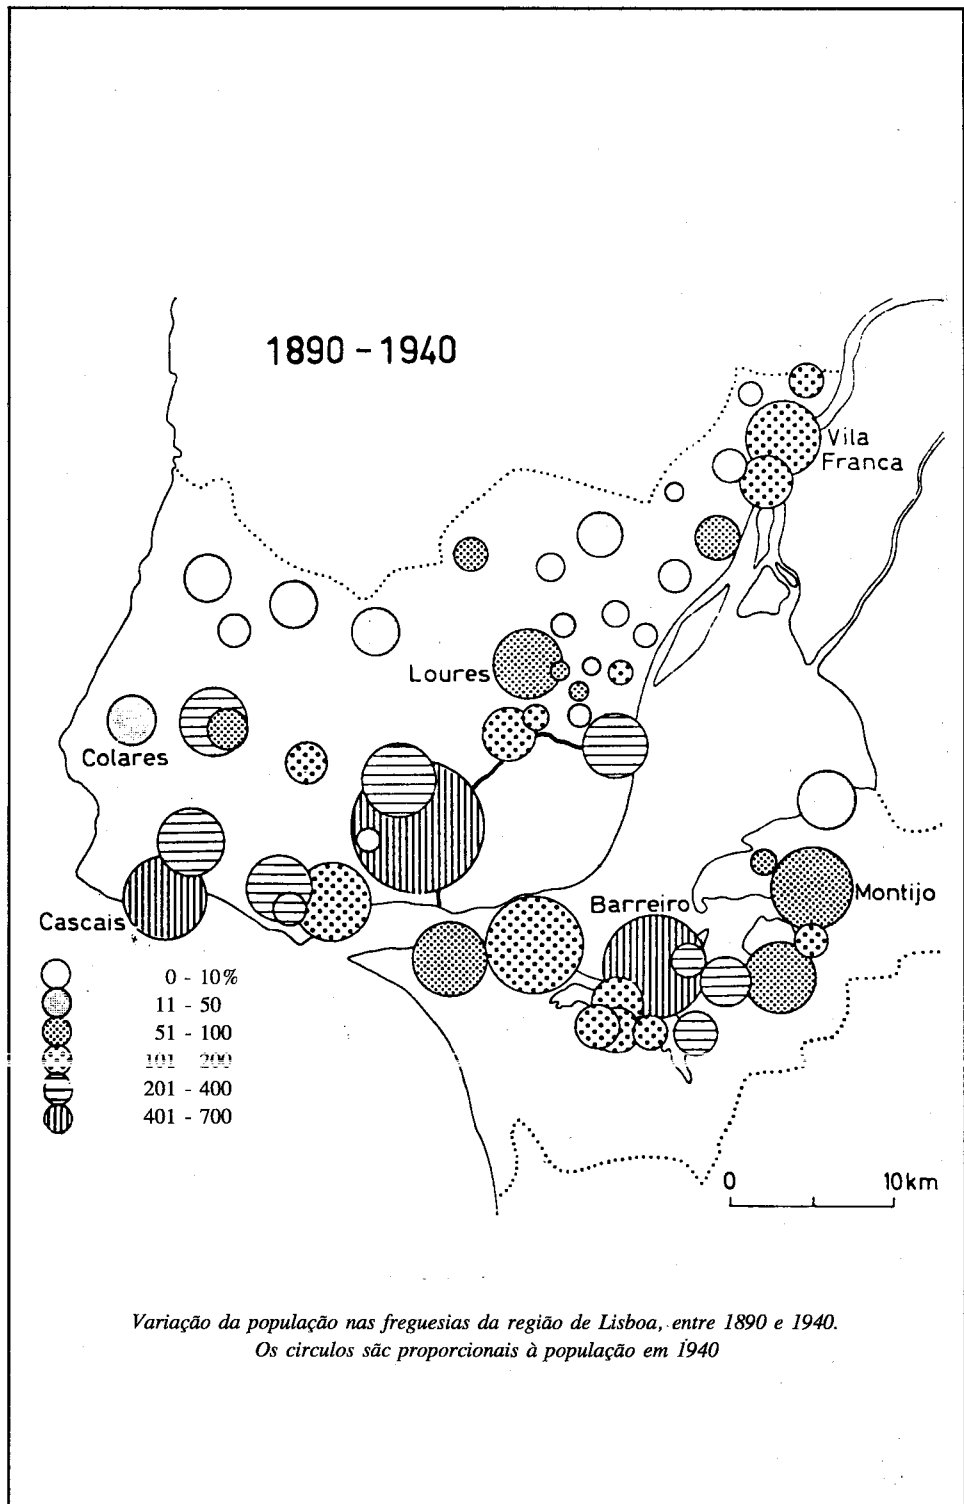 1890 - 1940
Vila
Franca
Loures
Colares
Cascais
Barreiro
Montijo
0 - 10%
11 - 50
51 - 100
101 200
201 - 400
401 - 700
0 10km
Variação da população nas freguesias da região de Lisboa, entre 1890 e 1940.
Os circulos sãc proporcionais à população em 1940